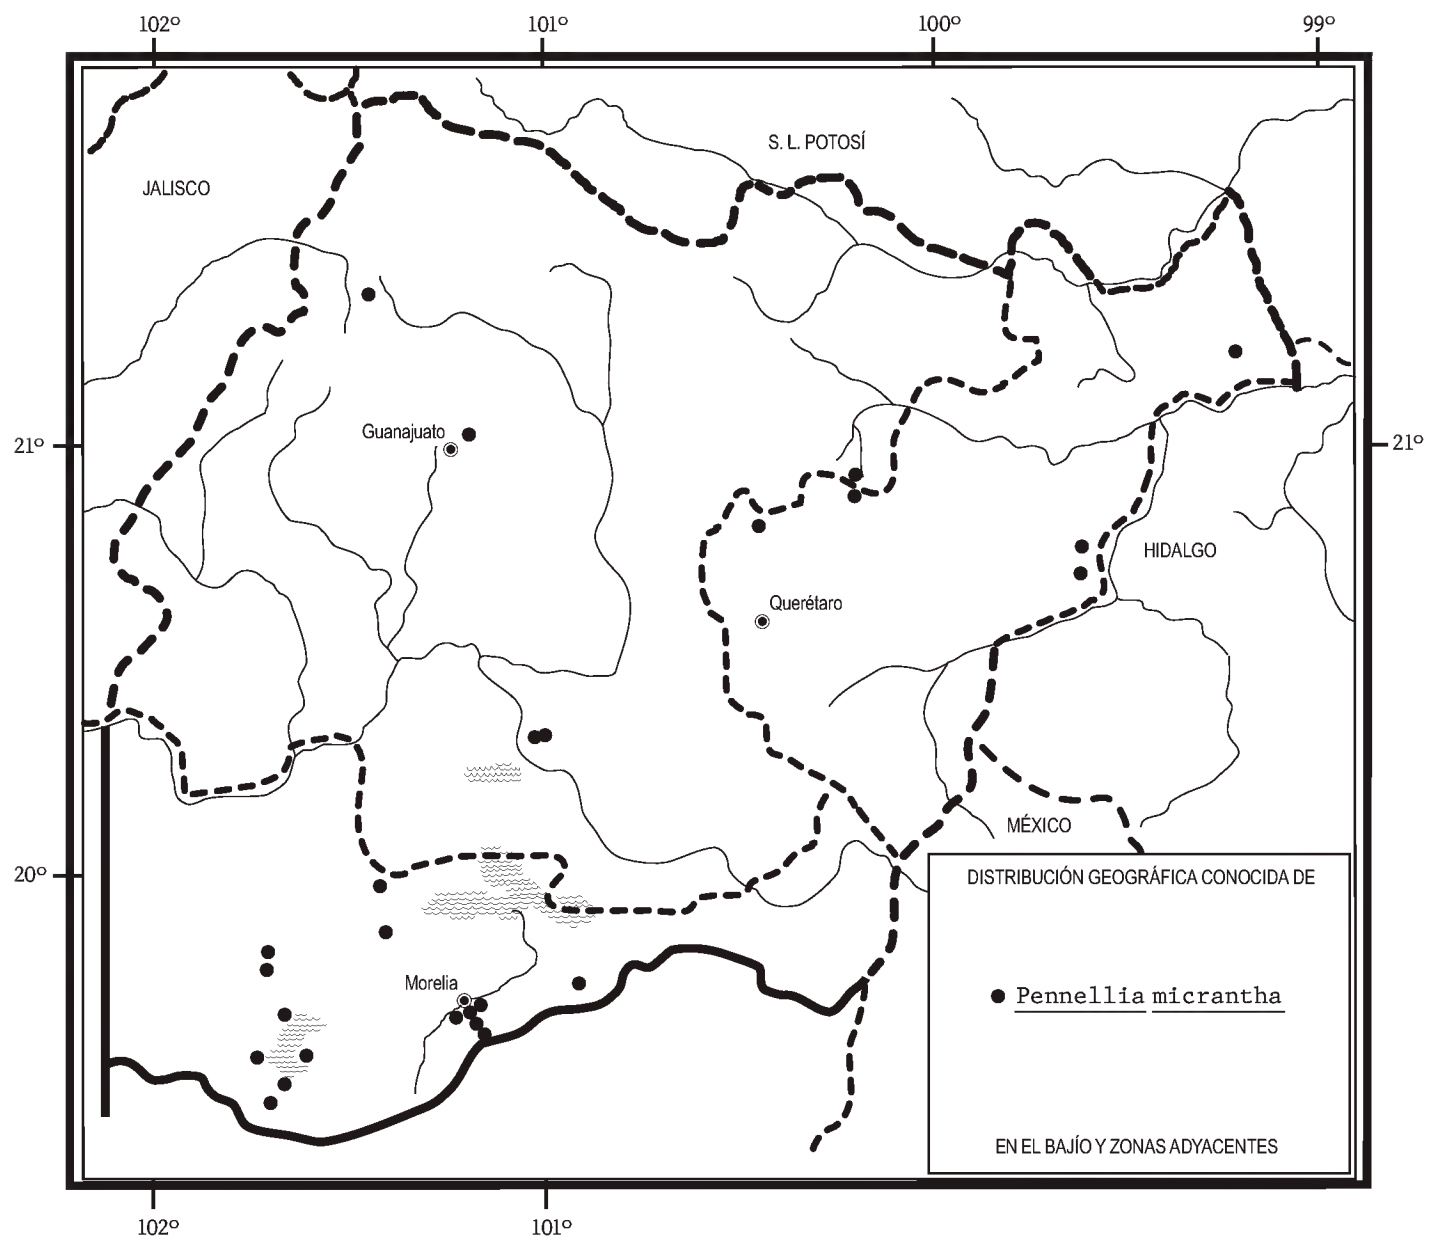 102º 101º 100º 99º
S. L. POTOSÍ
JALISCO
Guanajuato
21º 21º
HIDALGO
Querétaro
MÉXICO
20º
DISTRIBUCIÓN GEOGRÁFICA CONOCIDA DE
Morelia
Pennellia micrantha
EN EL BAJÍO Y ZONAS ADYACENTES
102º 101º